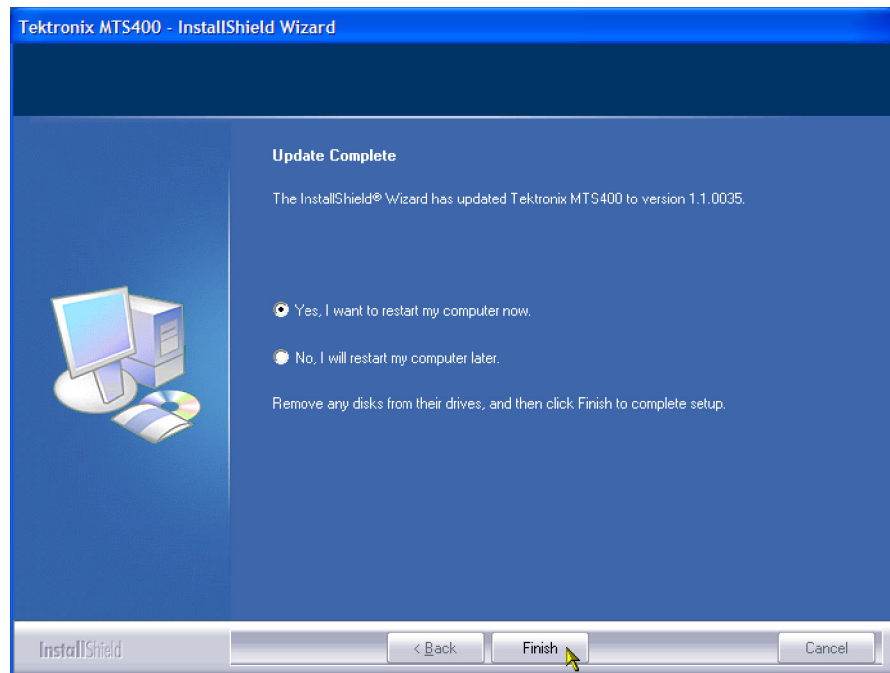 Tektronix MTS400 - InstallShield Wizard
Update Complete
The InstallShield® Wizard has updated Tektronix MTS400 to version 1.1.0035.
Yes, I want to restart my computer now.
No, I will restart my computer later.
Remove any disks from their drives, and then click Finish to complete setup.
InstallShield
< Back
Finish
Cancel